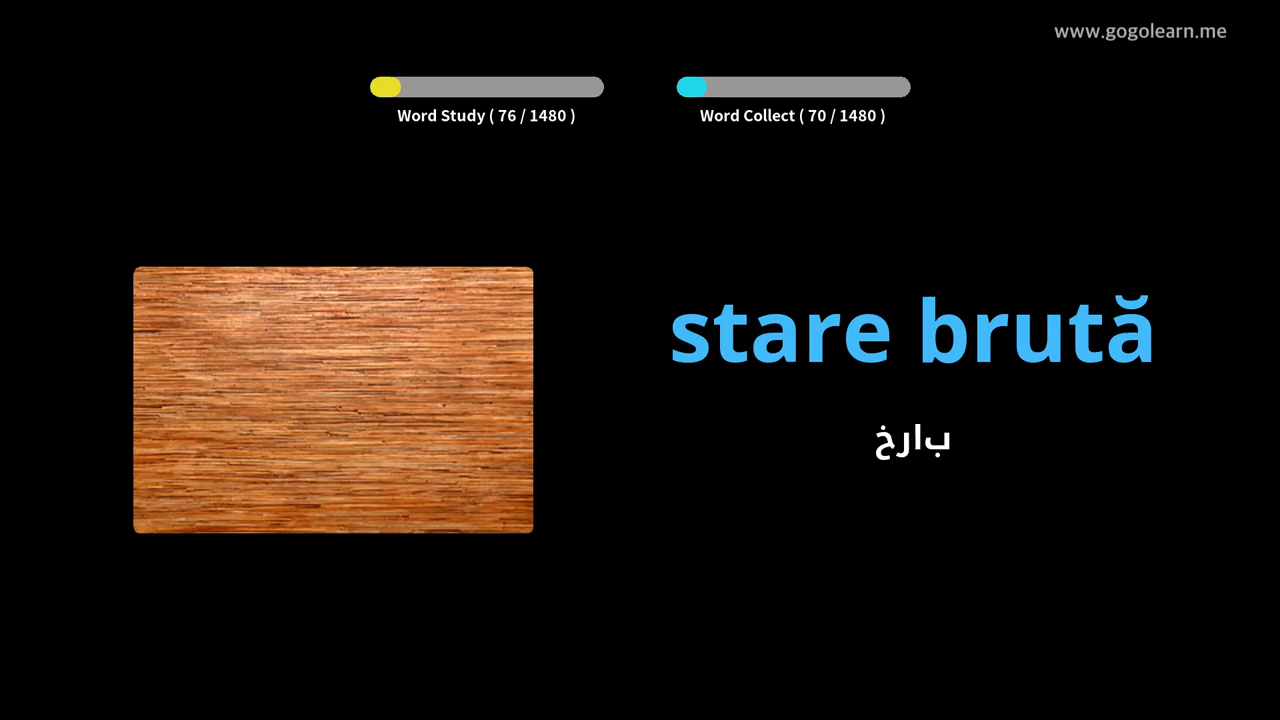 www.gogolearn.me
Word Study ( 76 / 1480 )
Word Collect ( 70 / 1480 )
stare brută
بارخ